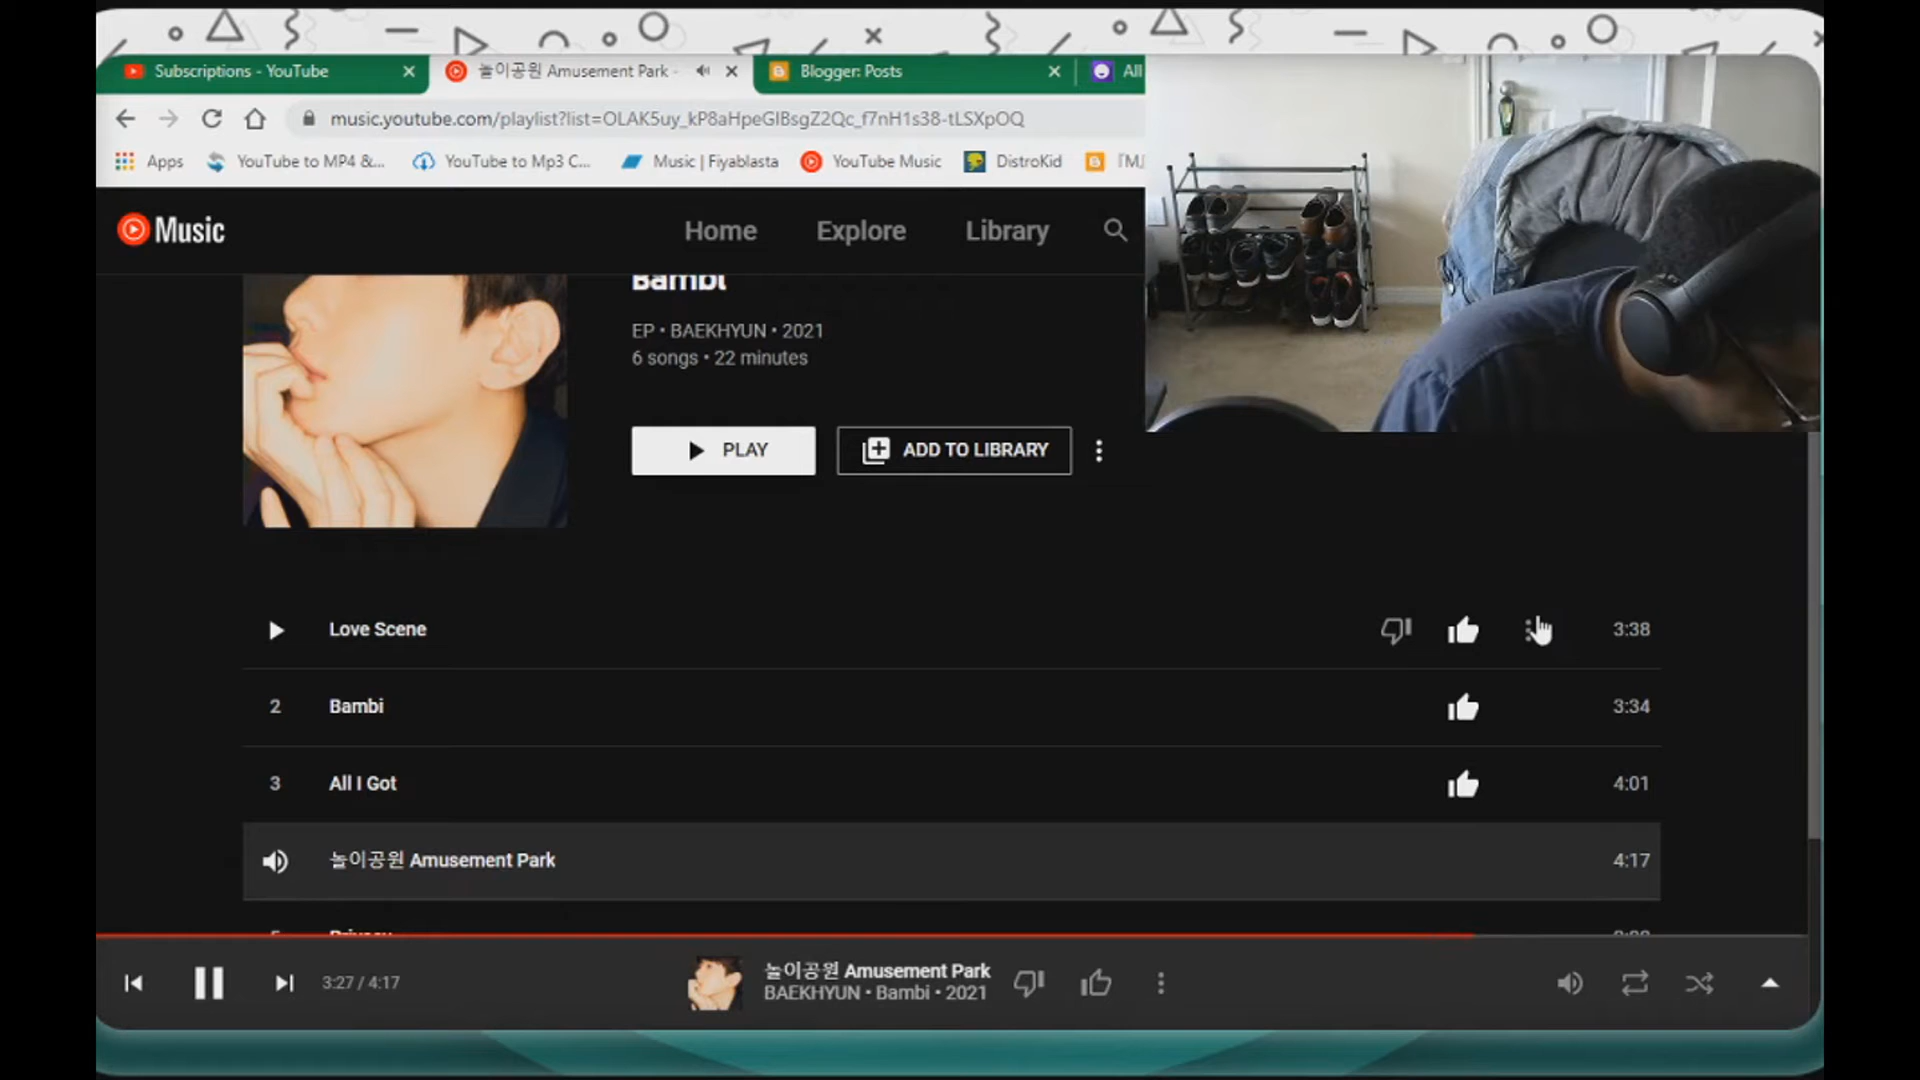 Subscriptions - YouTube
놀이공원 Amusement Park -
Blogger: Posts
All
music.youtube.com/playlist?list=OLAK5uy_kP8aHpeGlBsgZ2Qc_f7nH1s38-tLSXpOQ
Apps
YouTube to MP4 &...
YouTube to Mp3 C...
Music | Fiyablasta
YouTube Music
DistroKid
Music
Home
Explore
Library
Bambi
EP • BAEKHYUN • 2021
6 songs • 22 minutes
PLAY
ADD TO LIBRARY
Love Scene
3:38
2
Bambi
3:34
3
All I Got
4:01
놀이공원 Amusement Park
4:17
3:27 / 4:17
놀이공원 Amusement Park
BAEKHYUN • Bambi • 2021